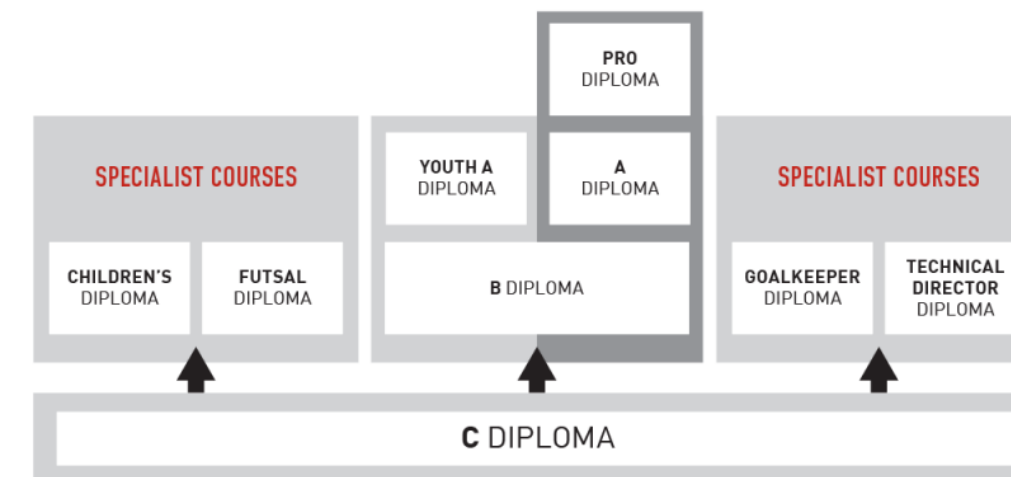 PRO
DIPLOMA
SPECIALIST COURSES
YOUTH A
DIPLOMA
A
DIPLOMA
SPECIALIST COURSES
CHILDREN'S
DIPLOMA
FUTSAL
DIPLOMA
B DIPLOMA
GOALKEEPER
DIPLOMA
TECHNICAL
DIRECTOR
DIPLOMA
C DIPLOMA